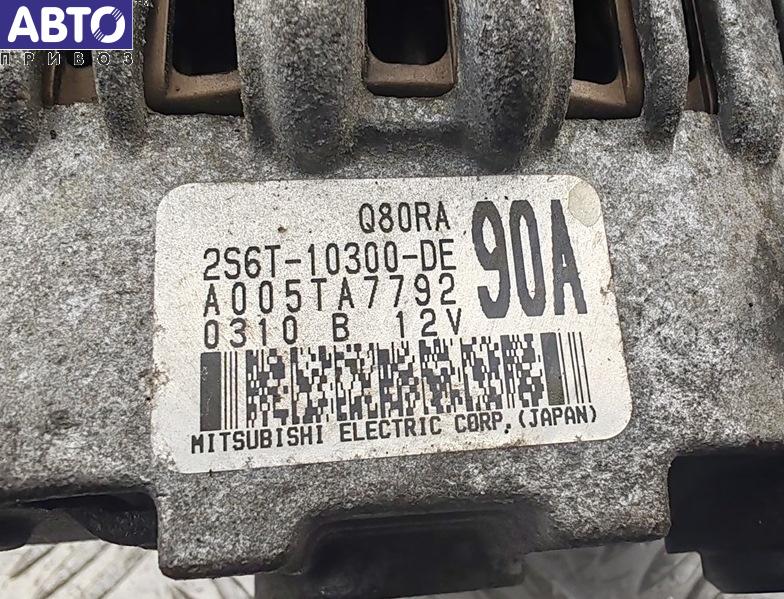 АВТО
ПРИВОЗ
Q80RA
2S6T-10300-DE
90A
A005TA7792
0310 B 12V
MITSUBISHI ELECTRIC CORP. (JAPAN)